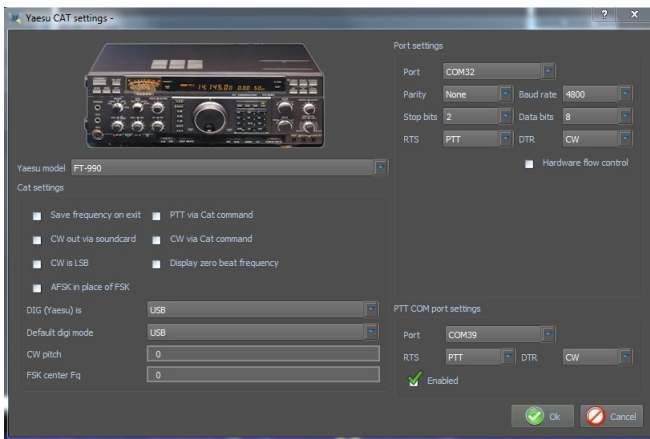 Yaesu CAT settings -
? X
14.145.00 0.00
Yaesu model FT-990
Cat settings
Save frequency on exit PTT via Cat command
CW out via soundcard CW via Cat command
CW is LSB Display zero beat frequency
AFSK in place of FSK
DIG (Yaesu) is USB
Default digi mode USB
CW pitch 0
FSK center Fq 0
Port settings
Port COM32
Parity None Baud rate 4800
Stop bits 2 Data bits 8
RTS PTT DTR CW
Hardware flow control
PTT COM port settings
Port COM39
RTS PTT DTR CW
Enabled
Ok Cancel